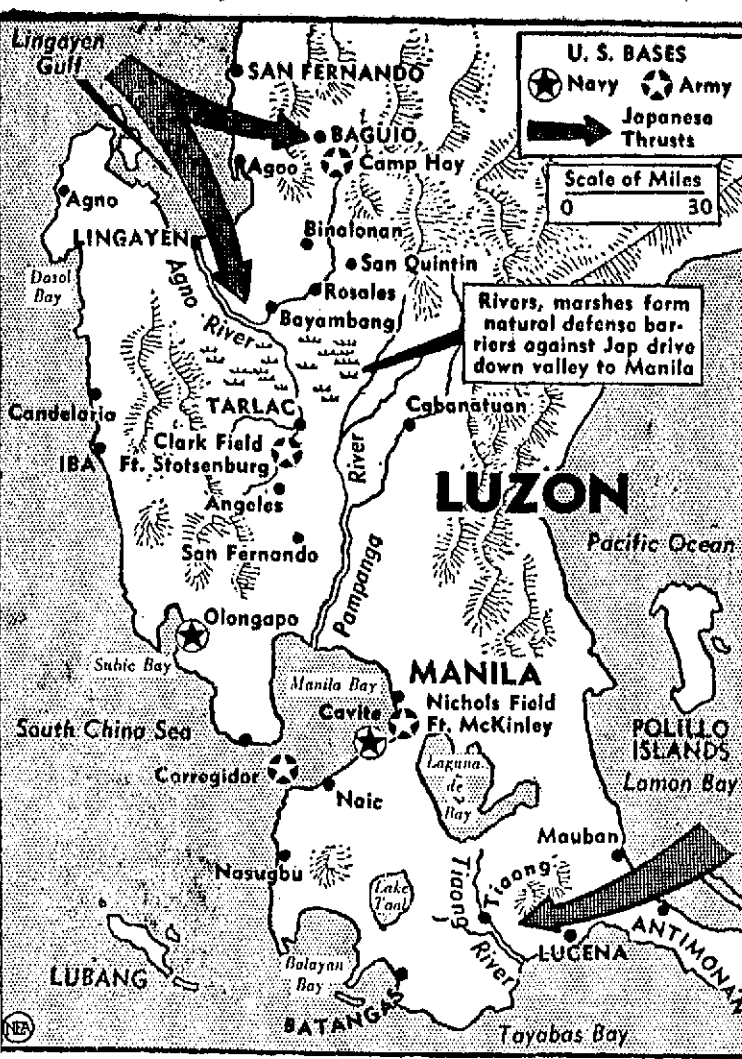 Lingayen
Gulf
SAN FERNANDO
U. S. BASES
Navy Army
Japanese
Thrusts
BAGUIO
Camp Hay
Agoo
Scale of Miles
0 30
Agno
LINGAYEN
Binalonan
San Quintin
Dasol
Bay
Agno
River
Rosales
Bayambang
Rivers, marshes form
natural defense bar-
riers against Jap drive
down valley to Manila
Candelaria
TARLAC
Cabanatuan
IBA
Clark Field
Ft. Stotsenburg
River
Angeles
LUZON
San Fernando
Pampanga
Pacific Ocean
Olongapo
Subic Bay
Manila Bay
MANILA
Nichols Field
Ft. McKinley
Cavite
South China Sea
POLILLO
ISLANDS
Corregidor
Laguna
de
Bay
Lamon Bay
Naic
Mauban
Nasugbu
Lake
Taal
Tiaong
River
Tiaong
LUCENA
ANTIMONAN
LUBANG
Balayan
Bay
BATANGAS
Tayabas Bay
NEA